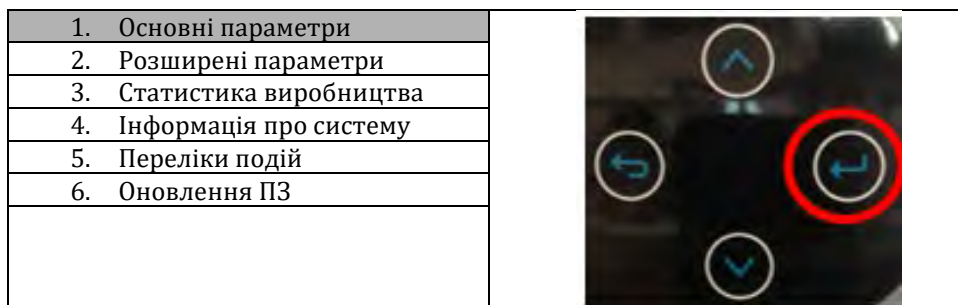 1. Основні параметри
2. Розширені параметри
3. Статистика виробництва
4. Інформація про систему
5. Переліки подій
6. Оновлення ПЗ